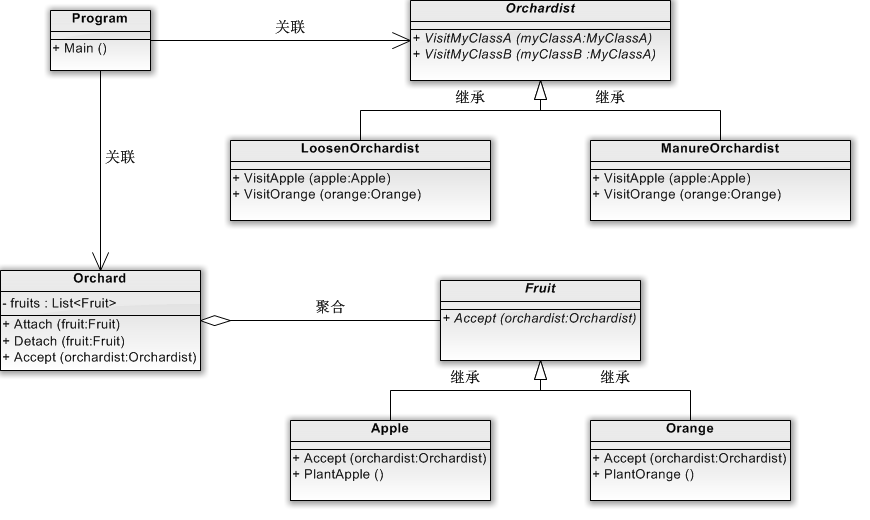 Program
+ Main ()
关联
Orchardist
+ VisitMyClassA (myClassA:MyClassA)
+ VisitMyClassB (myClassB :MyClassA)
继承
继承
关联
LoosenOrchardist
+ VisitApple (apple:Apple)
+ VisitOrange (orange:Orange)
ManureOrchardist
+ VisitApple (apple:Apple)
+ VisitOrange (orange:Orange)
Orchard
- fruits : List<Fruit>
+ Attach (fruit:Fruit)
+ Detach (fruit:Fruit)
+ Accept (orchardist:Orchardist)
聚合
Fruit
+ Accept (orchardist:Orchardist)
继承
继承
Apple
+ Accept (orchardist:Orchardist)
+ PlantApple ()
Orange
+ Accept (orchardist:Orchardist)
+ PlantOrange ()